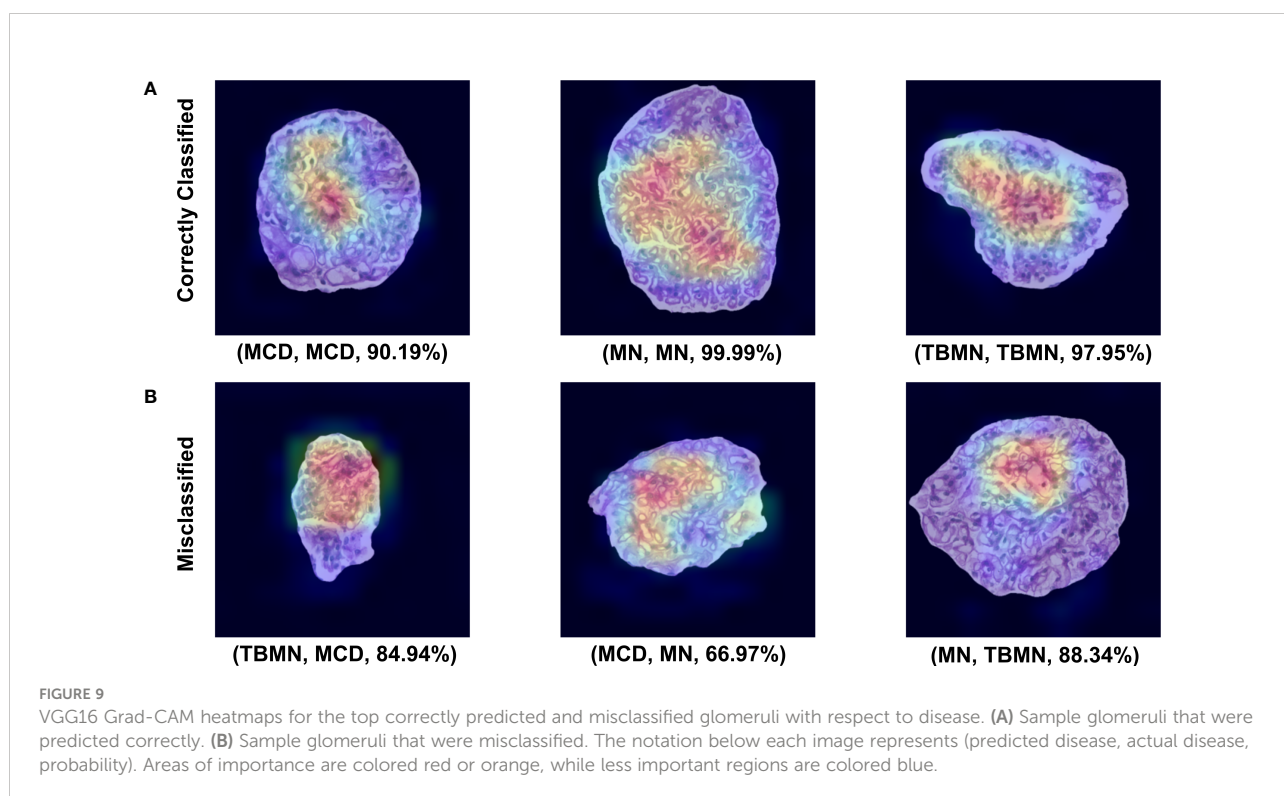 A
Correctly Classified
(MCD, MCD, 90.19%)
(MN, MN, 99.99%)
(TBMN, TBMN, 97.95%)
B
Misclassified
(TBMN, MCD, 84.94%)
(MCD, MN, 66.97%)
(MN, TBMN, 88.34%)
FIGURE 9
VGG16 Grad-CAM heatmaps for the top correctly predicted and misclassified glomeruli with respect to disease. (A) Sample glomeruli that were
predicted correctly. (B) Sample glomeruli that were misclassified. The notation below each image represents (predicted disease, actual disease,
probability). Areas of importance are colored red or orange, while less important regions are colored blue.